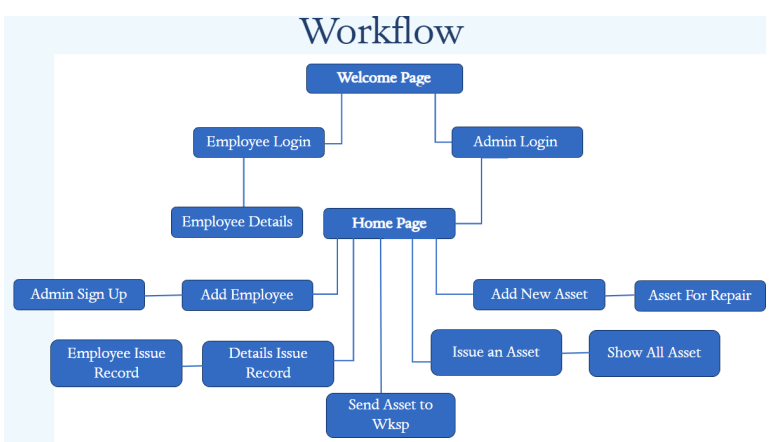 Workflow
Welcome Page
Employee Login
Admin Login
Employee Details
Home Page
Admin Sign Up
Add Employee
Add New Asset
Asset For Repair
Employee Issue
Record
Details Issue
Record
Issue an Asset
Show All Asset
Send Asset to
Wksp